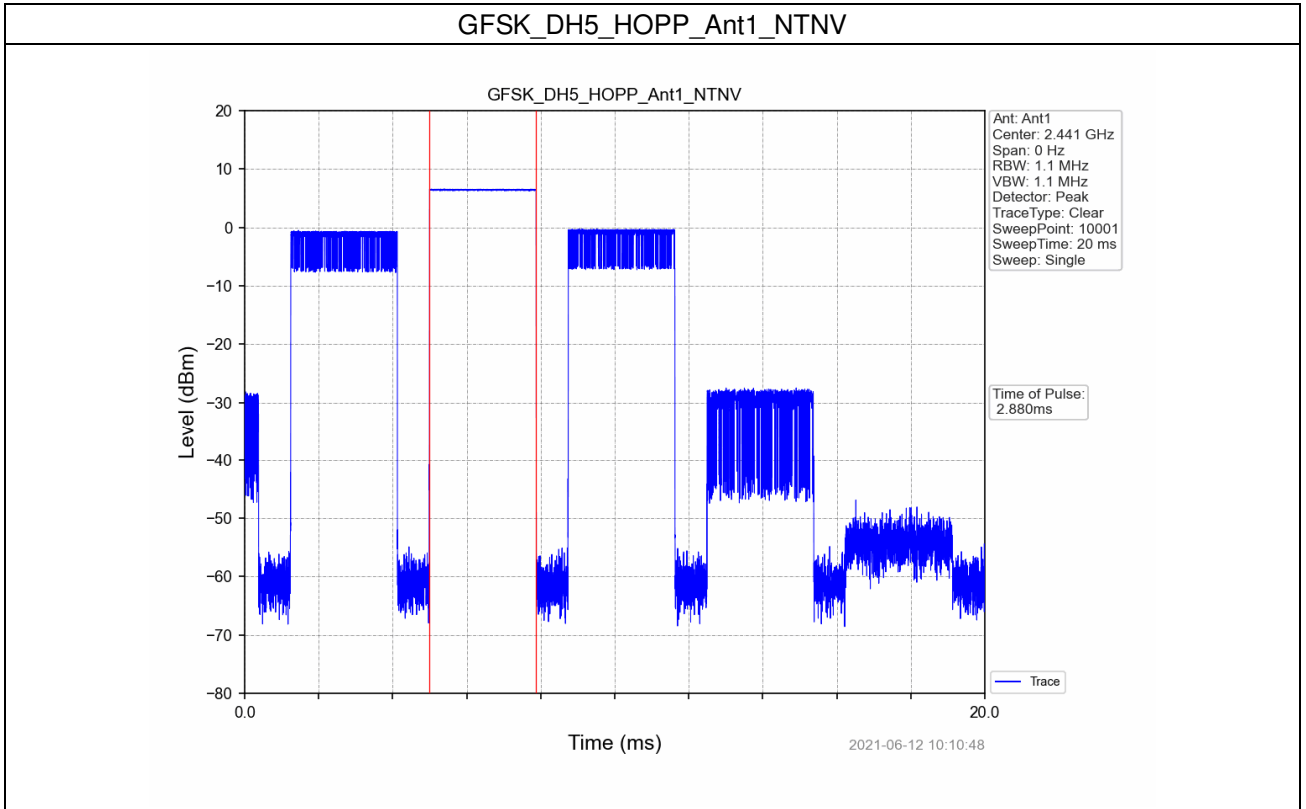 GFSK_DH5_HOPP_Ant1_NTNV
GFSK_DH5_HOPP_Ant1_NTNV
20
10
0
−10
−20
−30
−40
−50
−60
−70
−80
Level (dBm)
0.0
20.0
Time (ms)
Ant: Ant1
Center: 2.441 GHz
Span: 0 Hz
RBW: 1.1 MHz
VBW: 1.1 MHz
Detector: Peak
TraceType: Clear
SweepPoint: 10001
SweepTime: 20 ms
Sweep: Single
Time of Pulse:
2.880ms
Trace
2021-06-12 10:10:48